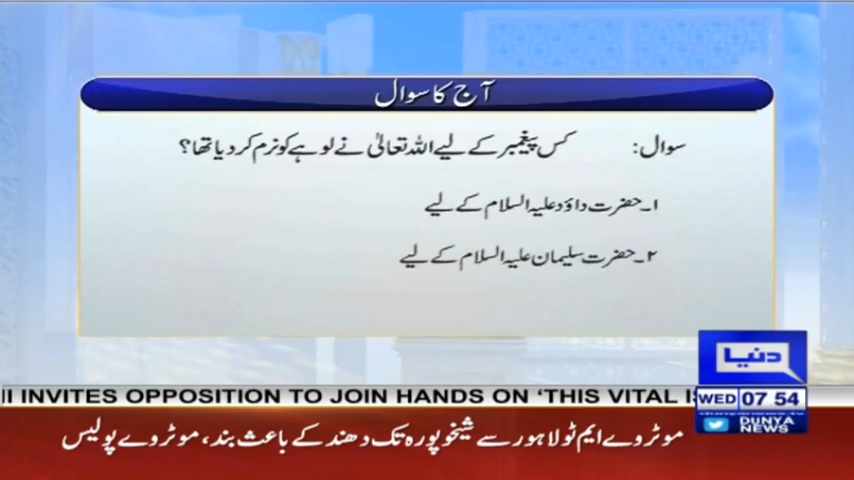 آج کا سوال
سوال: کس پیغمبر کے لیے اللہ تعالیٰ نے لوہے کو نرم کر دیا تھا؟
۱۔ حضرت داؤد علیہ السلام کے لیے
۲۔ حضرت سلیمان علیہ السلام کے لیے
دنیا
INVITES OPPOSITION TO JOIN HANDS ON ‘THIS VITAL
WED 07 54
DUNYA
NEWS
موٹروے ایم ٹو لاہور سے شیخوپورہ تک دھند کے باعث بند، موٹروے پولیس